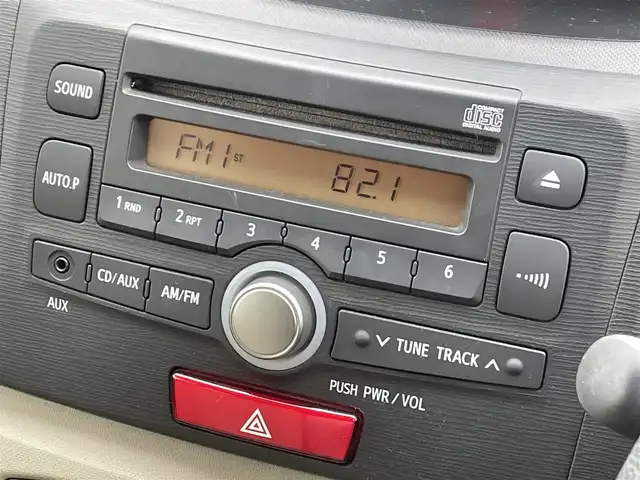 SOUND
COMPACT
disc
DIGITAL AUDIO
FM1 ST 82.1
AUTO.P
1 RND 2 RPT 3 4 5 6
CD/AUX AM/FM
AUX
∨ TUNE TRACK ∧
PUSH PWR/VOL